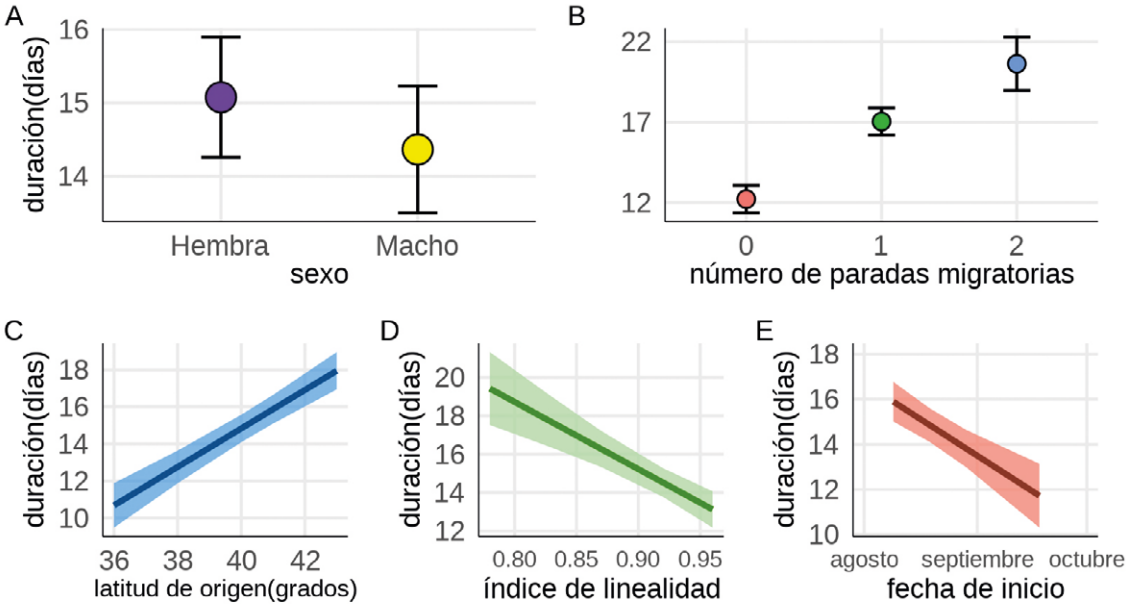 A
duración(días)
16
15
14
Hembra
Macho
sexo
B
22
17
12
0
1
2
número de paradas migratorias
C
duración(días)
18
16
14
12
10
36
38
40
42
latitud de origen(grados)
D
duración(días)
20
18
16
14
12
0.80
0.85
0.90
0.95
índice de linealidad
E
duración(días)
18
16
14
12
10
agosto
septiembre
octubre
fecha de inicio